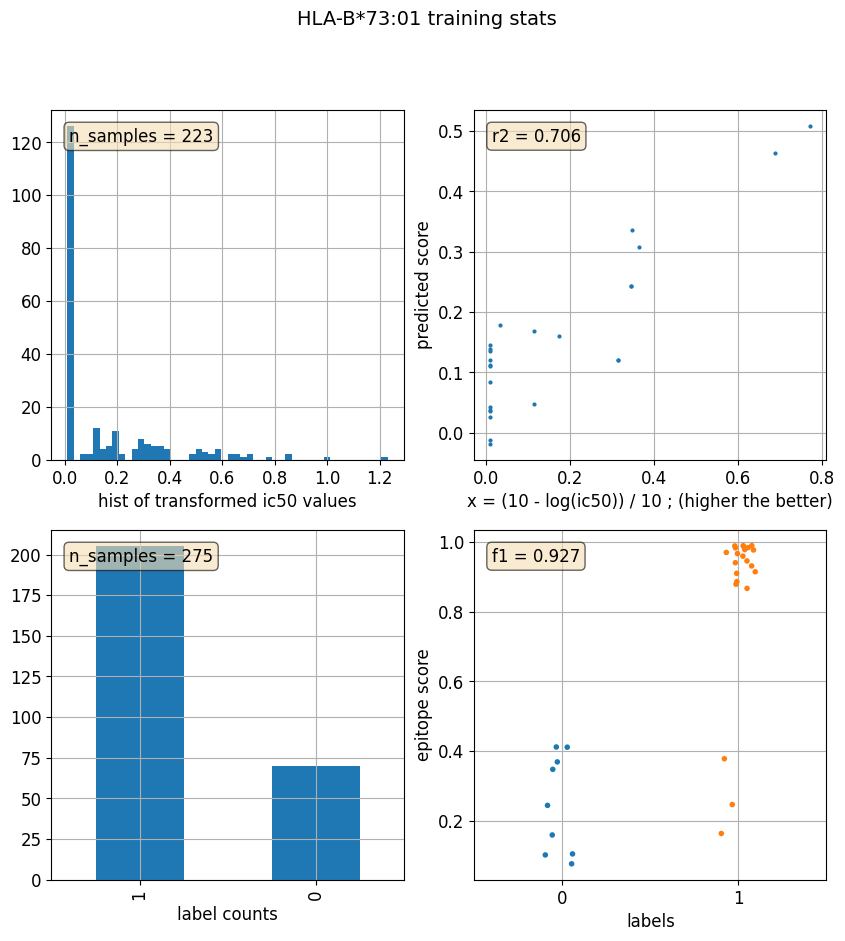 HLA-B*73:01 training stats
n_samples = 223
120
100
80
60
40
20
0
0.0 0.2 0.4 0.6 0.8 1.0 1.2
hist of transformed ic50 values
r2 = 0.706
predicted score
0.5
0.4
0.3
0.2
0.1
0.0
0.0 0.2 0.4 0.6 0.8
x = (10 - log(ic50)) / 10 ; (higher the better)
n_samples = 275
200
175
150
125
100
75
50
25
0
1 0
label counts
f1 = 0.927
epitope score
1.0
0.8
0.6
0.4
0.2
0 1
labels